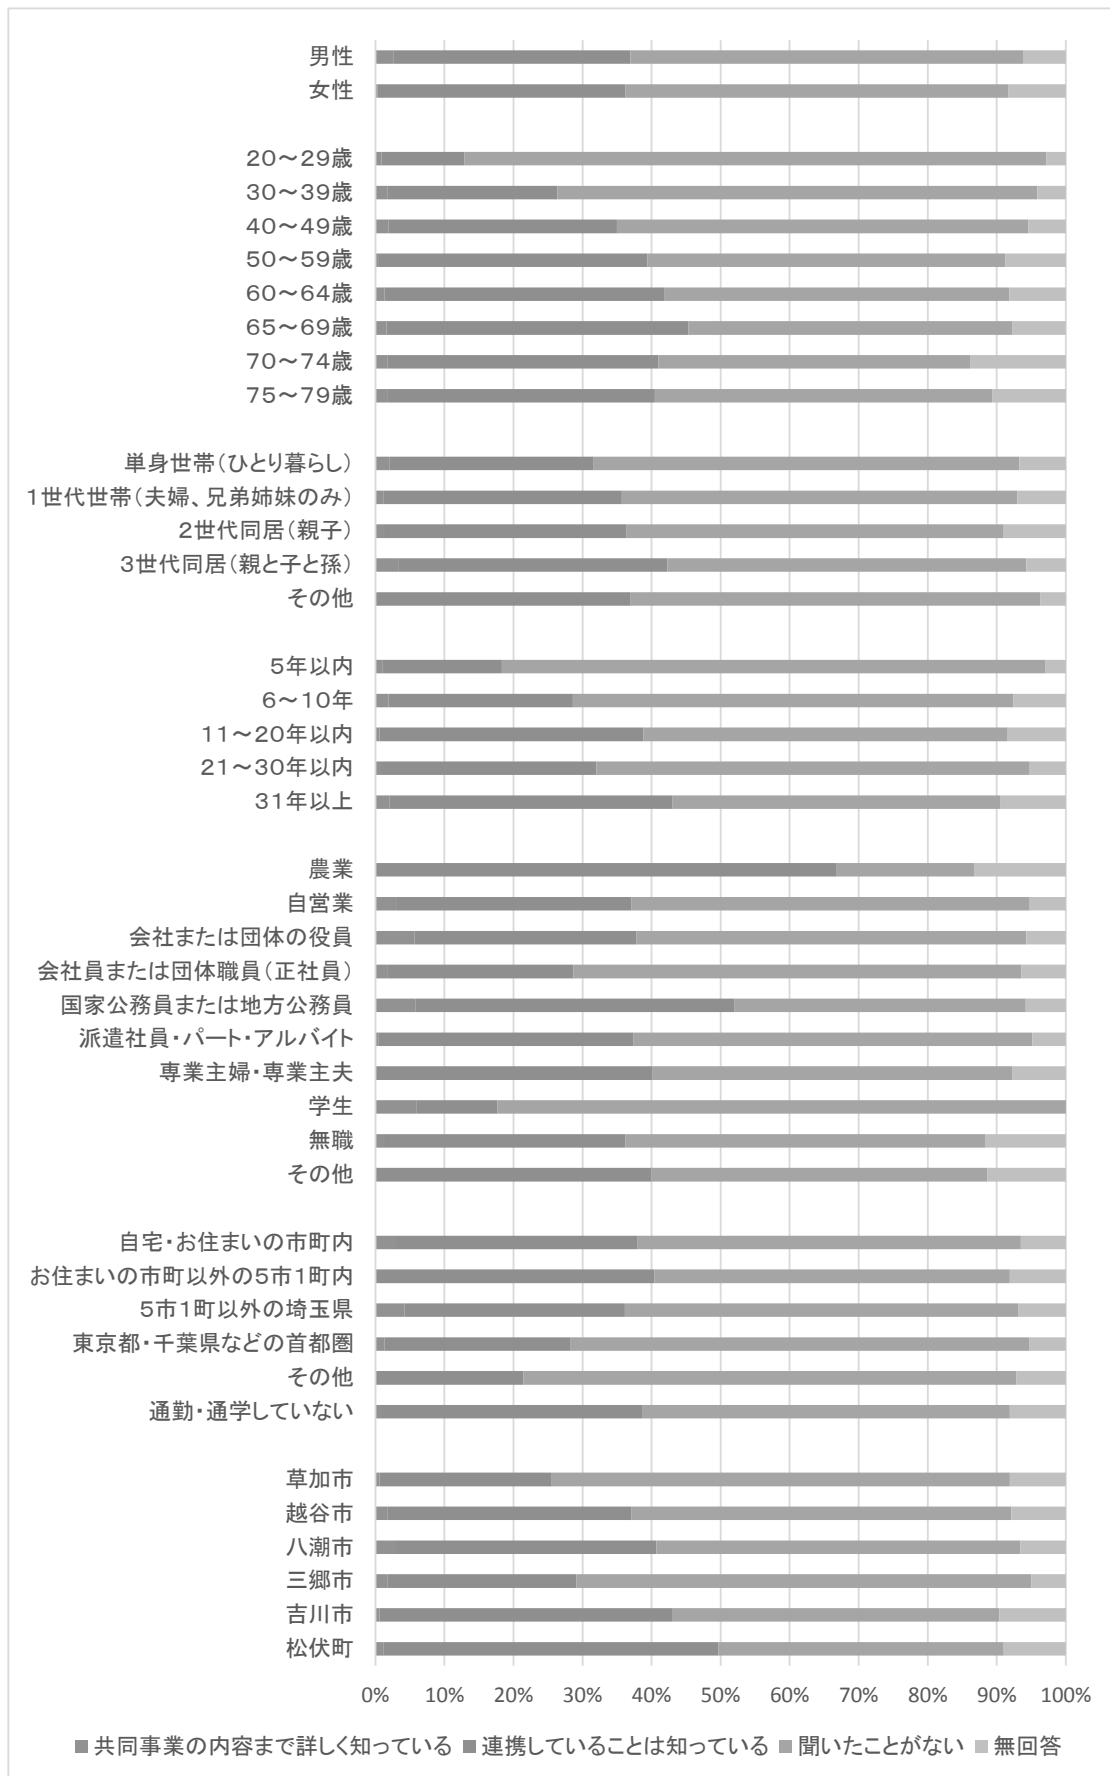 男性
女性
20～29歳
30～39歳
40～49歳
50～59歳
60～64歳
65～69歳
70～74歳
75～79歳
単身世帯（ひとり暮らし）
1世代世帯（夫婦、兄弟姉妹のみ）
2世代同居（親子）
3世代同居（親と子と孫）
その他
5年以内
6～10年
11～20年以内
21～30年以内
31年以上
農業
自営業
会社または団体の役員
会社員または団体職員（正社員）
国家公務員または地方公務員
派遣社員・パート・アルバイト
専業主婦・専業主夫
学生
無職
その他
自宅・お住まいの市町内
お住まいの市町以外の5市1町内
5市1町以外の埼玉県
東京都・千葉県などの首都圏
その他
通勤・通学していない
草加市
越谷市
八潮市
三郷市
吉川市
松伏町
0% 10% 20% 30% 40% 50% 60% 70% 80% 90% 100%
共同事業の内容まで詳しく知っている 連携していることは知っている 聞いたことがない 無回答